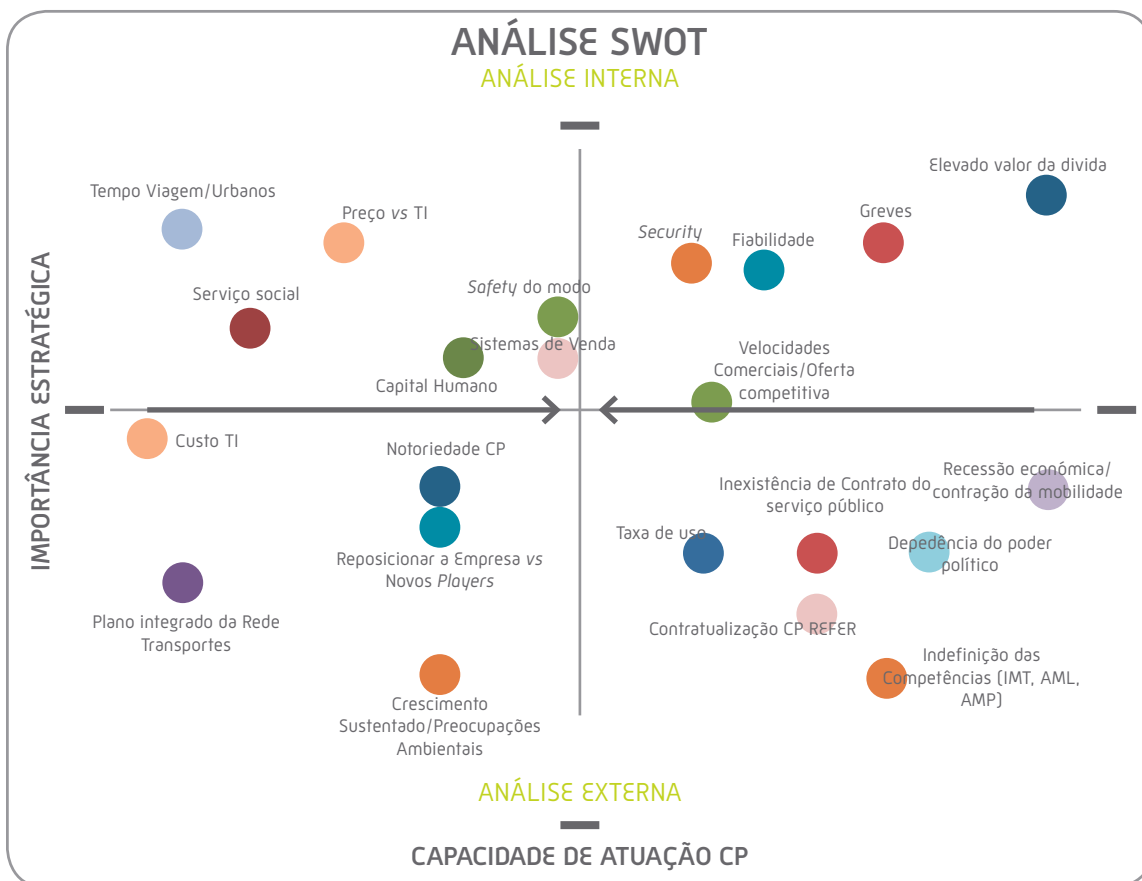 ANÁLISE SWOT
ANÁLISE INTERNA
Elevado valor da divida
Tempo Viagem/Urbanos
Preço vs TI
Greves
Security
Fiabilidade
Safety do modo
Serviço social
Sistemas de Venda
Velocidades
Comerciais/Oferta
competitiva
Capital Humano
IMPORTÂNCIA ESTRATÉGICA
Custo TI
Notoriedade CP
Recessão económica/
contração da mobilidade
Inexistência de Contrato do
serviço público
Taxa de uso
Depedência do poder
político
Reposicionar a Empresa vs
Novos Players
Plano integrado da Rede
Transportes
Contratualização CP REFER
Indefinição das
Competências (IMT, AML,
AMP)
Crescimento
Sustentado/Preocupações
Ambientais
ANÁLISE EXTERNA
CAPACIDADE DE ATUAÇÃO CP